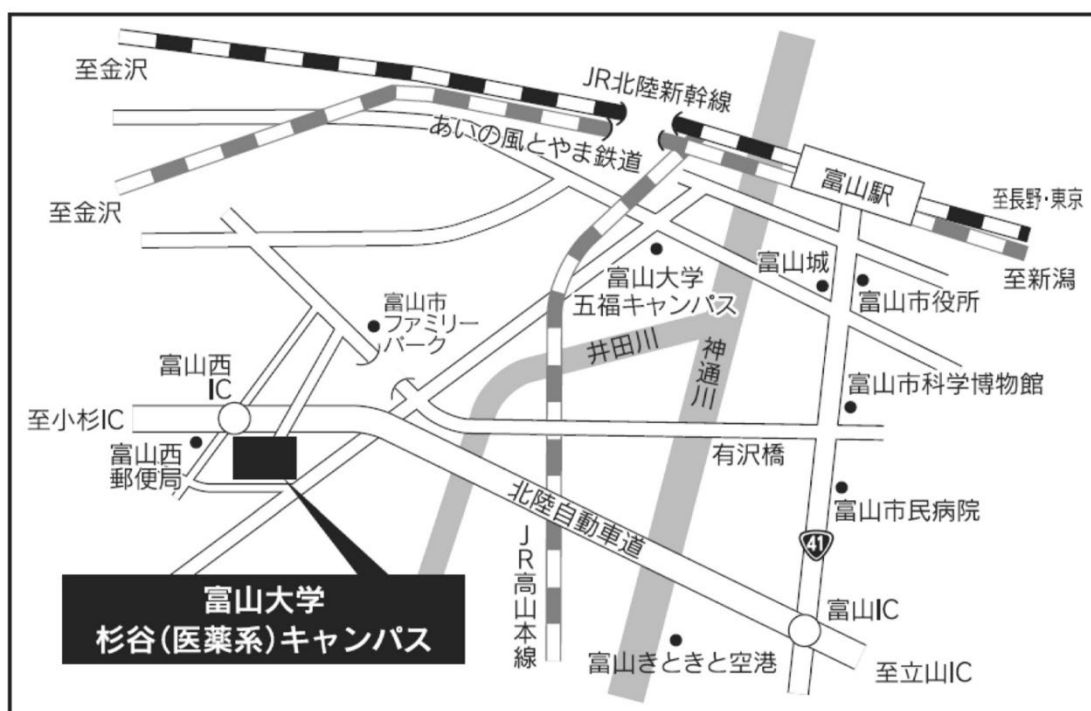 至金沢
JR北陸新幹線
あいの風とやま鉄道
至金沢
富山駅
至長野・東京
至新潟
富山大学
五福キャンパス
富山城
富山市役所
富山市
ファミリー
パーク
井田川
神通川
富山西
IC
富山市科学博物館
至小杉IC
富山西
郵便局
有沢橋
北陸自動車道
富山市民病院
41
JR高山本線
富山大学
杉谷(医薬系)キャンパス
富山IC
富山きときと空港
至立山IC